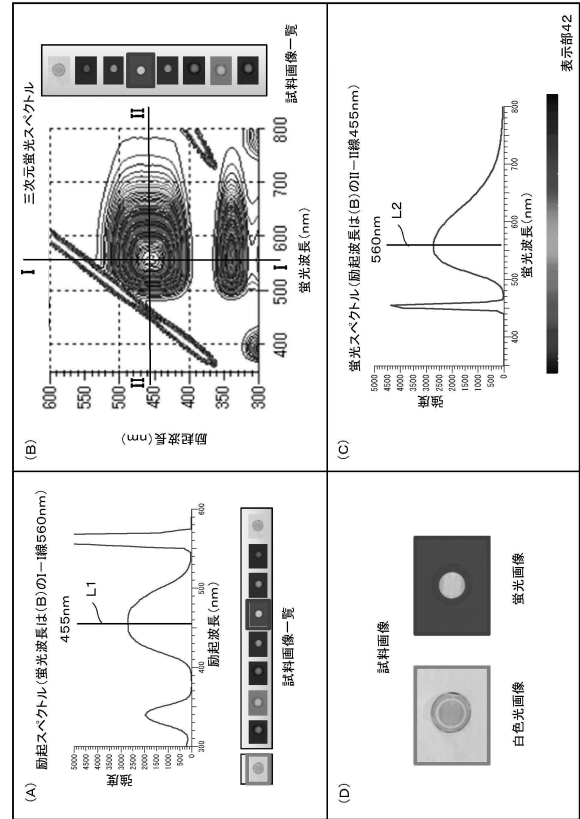 (A)
励起スペクトル(蛍光波長は(B)のI-I線560nm)
455nm
L1
強度
5000
4500
4000
3500
3000
2500
2000
1500
1000
500
0
300
400
500
600
励起波長(nm)
試料画像一覧
(B)
三次元蛍光スペクトル
I
II
II
I
励起波長(nm)
600
500
400
300
400
500
600
700
800
蛍光波長(nm)
試料画像一覧
(D)
試料画像
白色光画像
蛍光画像
(C)
蛍光スペクトル(励起波長は(B)のII-II線455nm)
560nm
L2
強度
5000
4500
4000
3500
3000
2500
2000
1500
1000
500
0
400
500
600
700
800
蛍光波長(nm)
表示部42